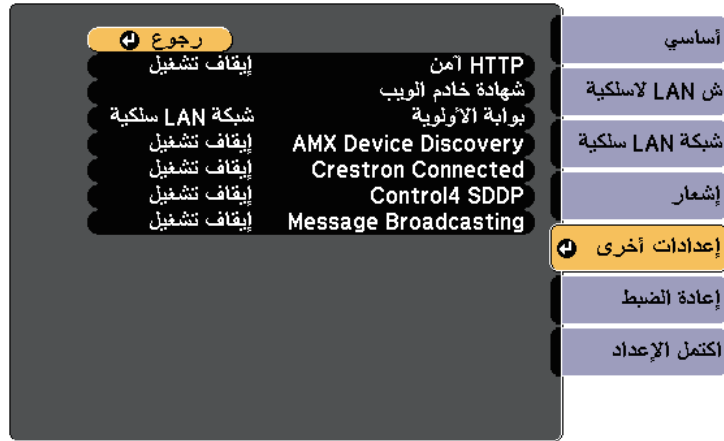 أساسي
ش LAN لاسلكية
شبكة LAN سلكية
إشعار
إعدادات أخرى
إعادة الضبط
اكتمل الإعداد
رجوع
HTTP آمن إيقاف تشغيل
شهادة خادم الويب
بوابة الأولوية شبكة LAN سلكية
AMX Device Discovery إيقاف تشغيل
Crestron Connected إيقاف تشغيل
Control4 SDDP إيقاف تشغيل
Message Broadcasting إيقاف تشغيل